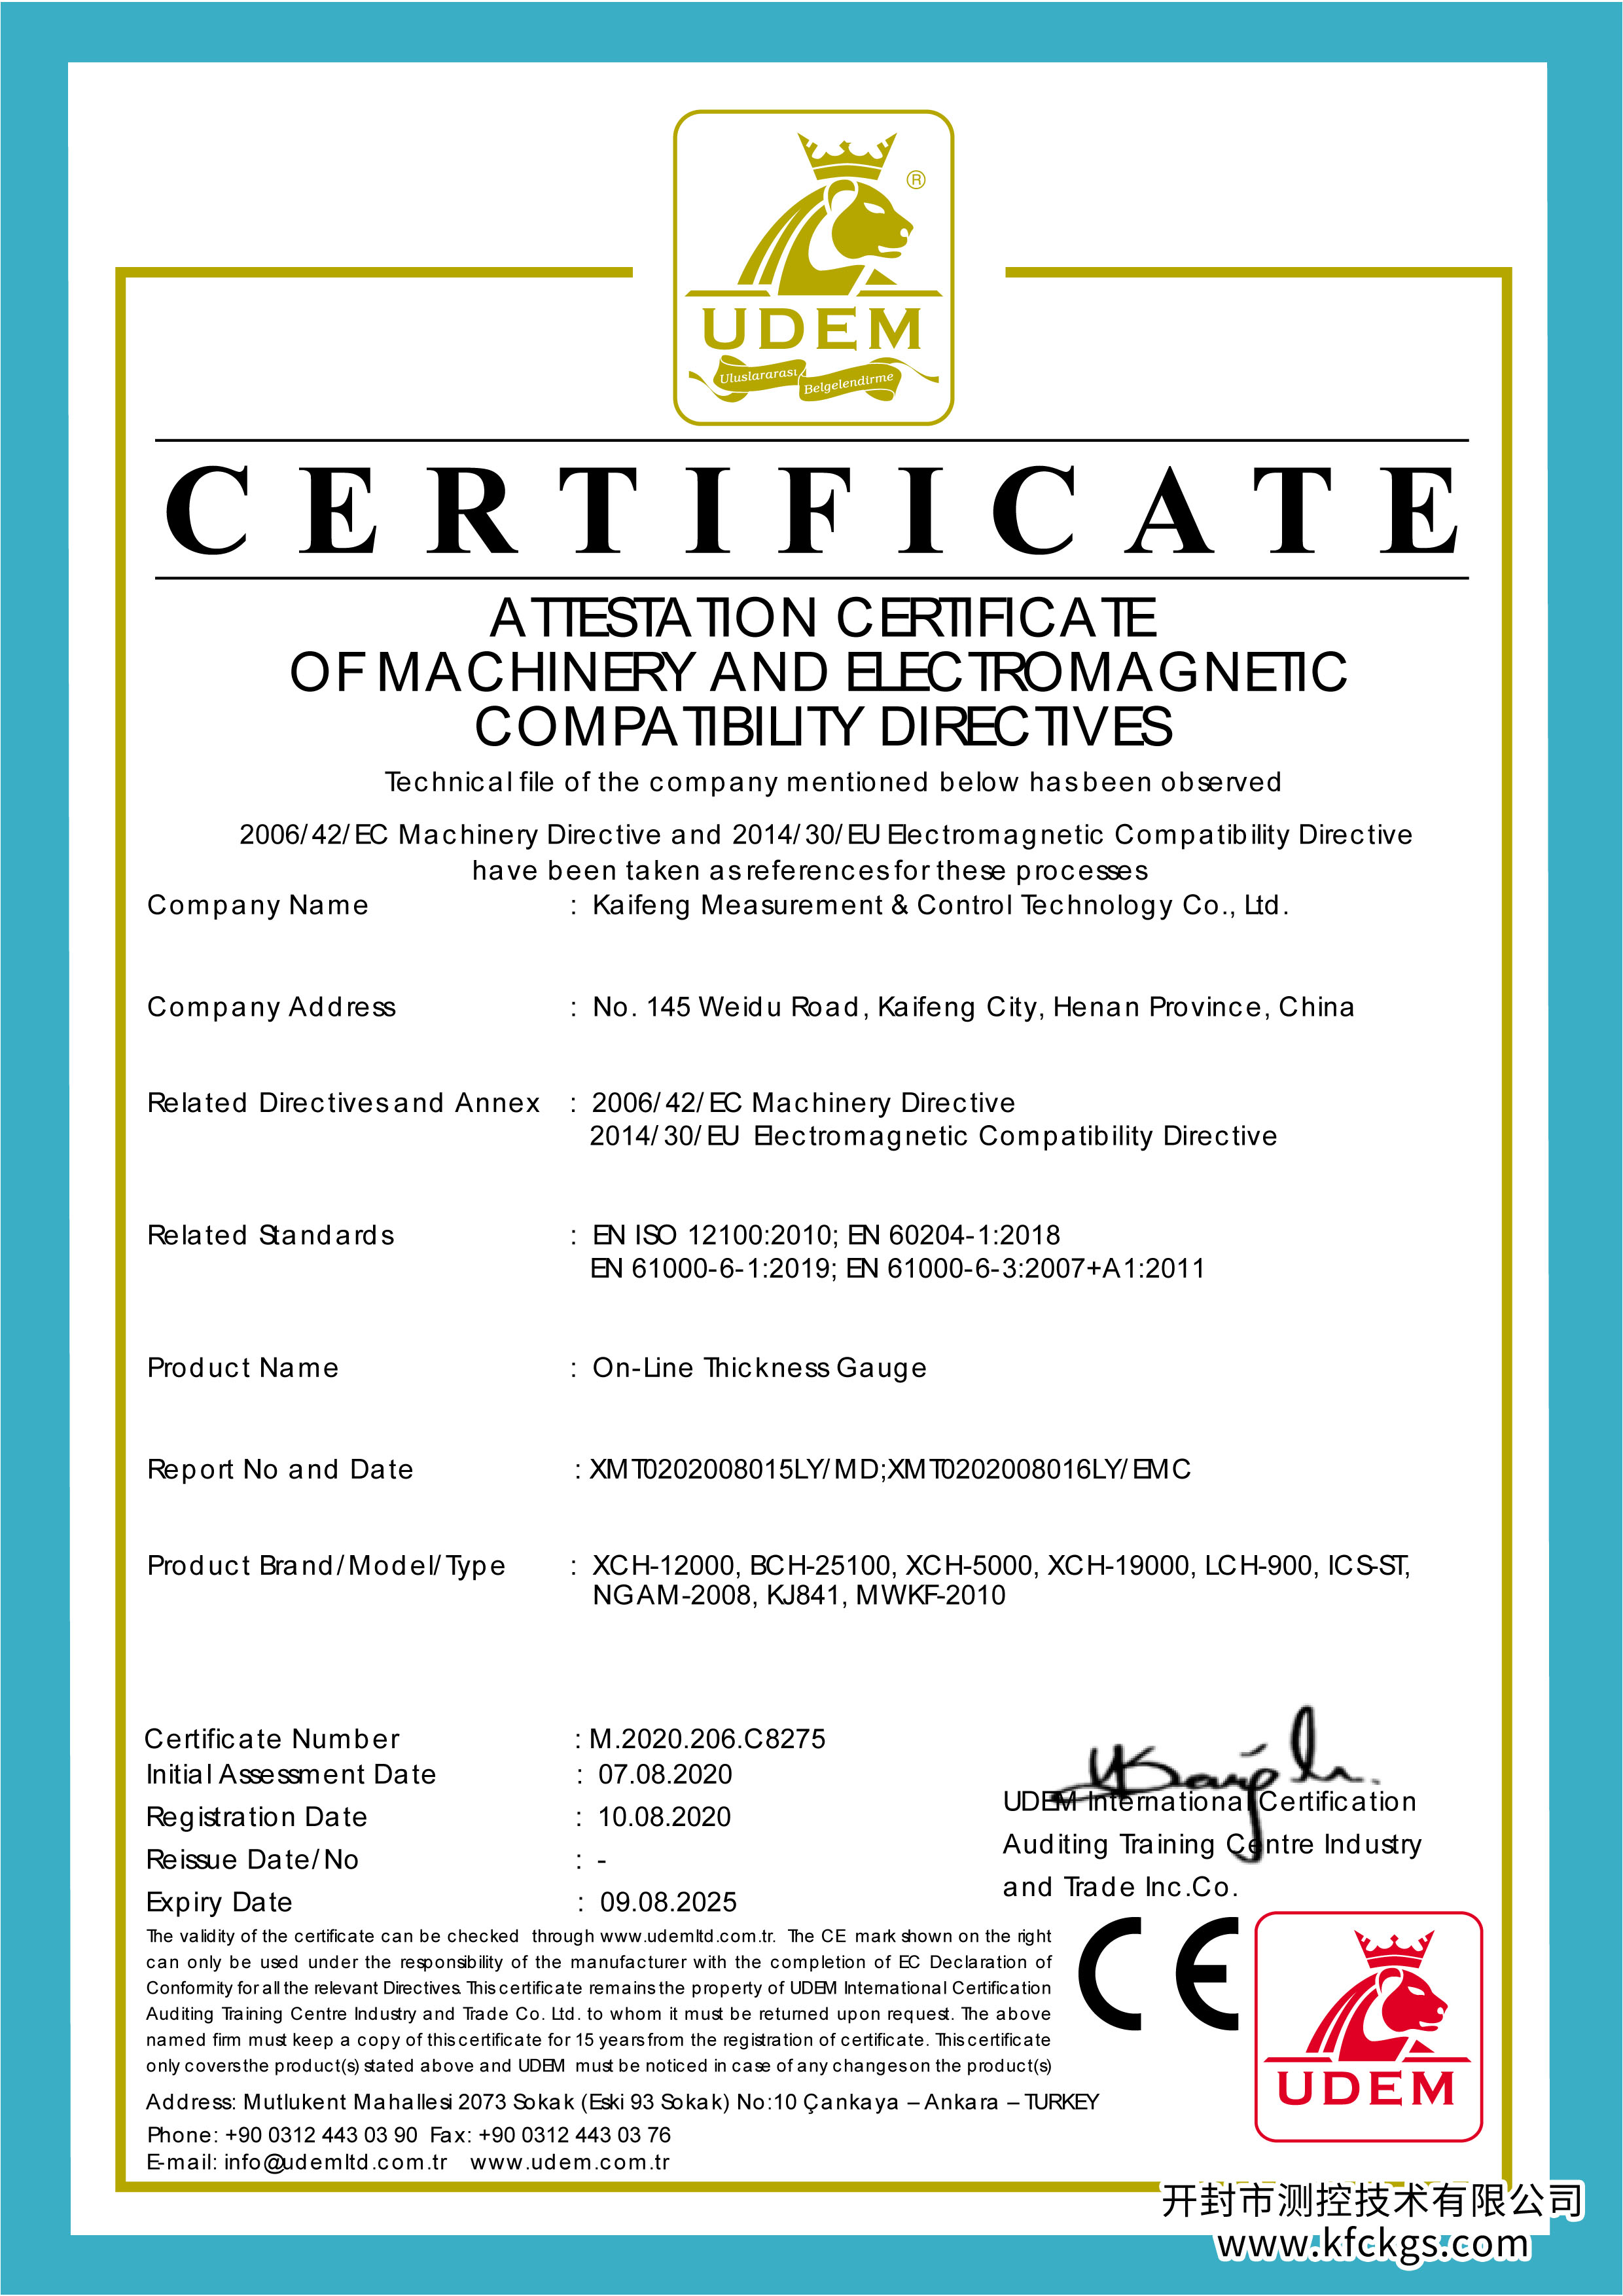 ®
UDEM
Uluslararası
Belgelendirme
CERTIFICATE
ATTESTATION CERTIFICATE
OF MACHINERY AND ELECTROMAGNETIC
COMPATIBILITY DIRECTIVES
Technical file of the company mentioned below has been observed
2006/42/EC Machinery Directive and 2014/30/EU Electromagnetic Compatibility Directive
have been taken as references for these processes
Company Name : Kaifeng Measurement & Control Technology Co., Ltd.
Company Address : No. 145 Weidu Road, Kaifeng City, Henan Province, China
Related Directives and Annex : 2006/42/EC Machinery Directive
2014/30/EU Electromagnetic Compatibility Directive
Related Standards : EN ISO 12100:2010; EN 60204-1:2018
EN 61000-6-1:2019; EN 61000-6-3:2007+A1:2011
Product Name : On-Line Thickness Gauge
Report No and Date : XMT0202008015LY/MD;XMT0202008016LY/EMC
Product Brand/Model/Type : XCH-12000, BCH-25100, XCH-5000, XCH-19000, LCH-900, ICS-ST,
NGAM-2008, KJ841, MWKF-2010
Certificate Number : M.2020.206.C8275
Initial Assessment Date : 07.08.2020
Registration Date : 10.08.2020
Reissue Date/No : -
Expiry Date : 09.08.2025
UDEM International Certification
Auditing Training Centre Industry
and Trade Inc.Co.
The validity of the certificate can be checked through www.udemltd.com.tr. The CE mark shown on the right
can only be used under the responsibility of the manufacturer with the completion of EC Declaration of
Conformity for all the relevant Directives. This certificate remains the property of UDEM International Certification
Auditing Training Centre Industry and Trade Co. Ltd. to whom it must be returned upon request. The above
named firm must keep a copy of this certificate for 15 years from the registration of certificate. This certificate
only covers the product(s) stated above and UDEM must be noticed in case of any changes on the product(s)
Address: Mutlukent Mahallesi 2073 Sokak (Eski 93 Sokak) No:10 Çankaya – Ankara – TURKEY
Phone: +90 0312 443 03 90 Fax: +90 0312 443 03 76
E-mail: info@udemltd.com.tr www.udem.com.tr
CE
UDEM
开封市测控技术有限公司
www.kfckgs.com